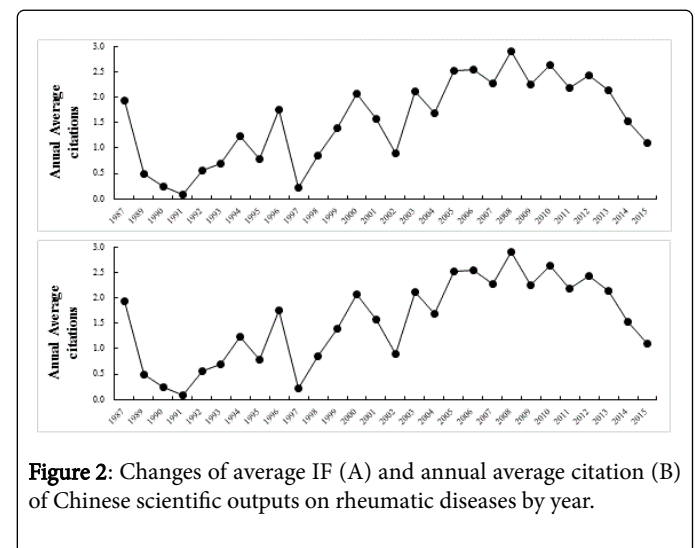 3.0
2.5
2.0
1.5
1.0
0.5
0.0
Anual Average
citations
1987 1989 1990 1991 1992 1993 1994 1995 1996 1997 1998 1999 2000 2001 2002 2003 2004 2005 2006 2007 2008 2009 2010 2011 2012 2013 2014 2015
3.0
2.5
2.0
1.5
1.0
0.5
0.0
Anual Average
citations
1987 1989 1990 1991 1992 1993 1994 1995 1996 1997 1998 1999 2000 2001 2002 2003 2004 2005 2006 2007 2008 2009 2010 2011 2012 2013 2014 2015
Figure 2: Changes of average IF (A) and annual average citation (B)
of Chinese scientific outputs on rheumatic diseases by year.